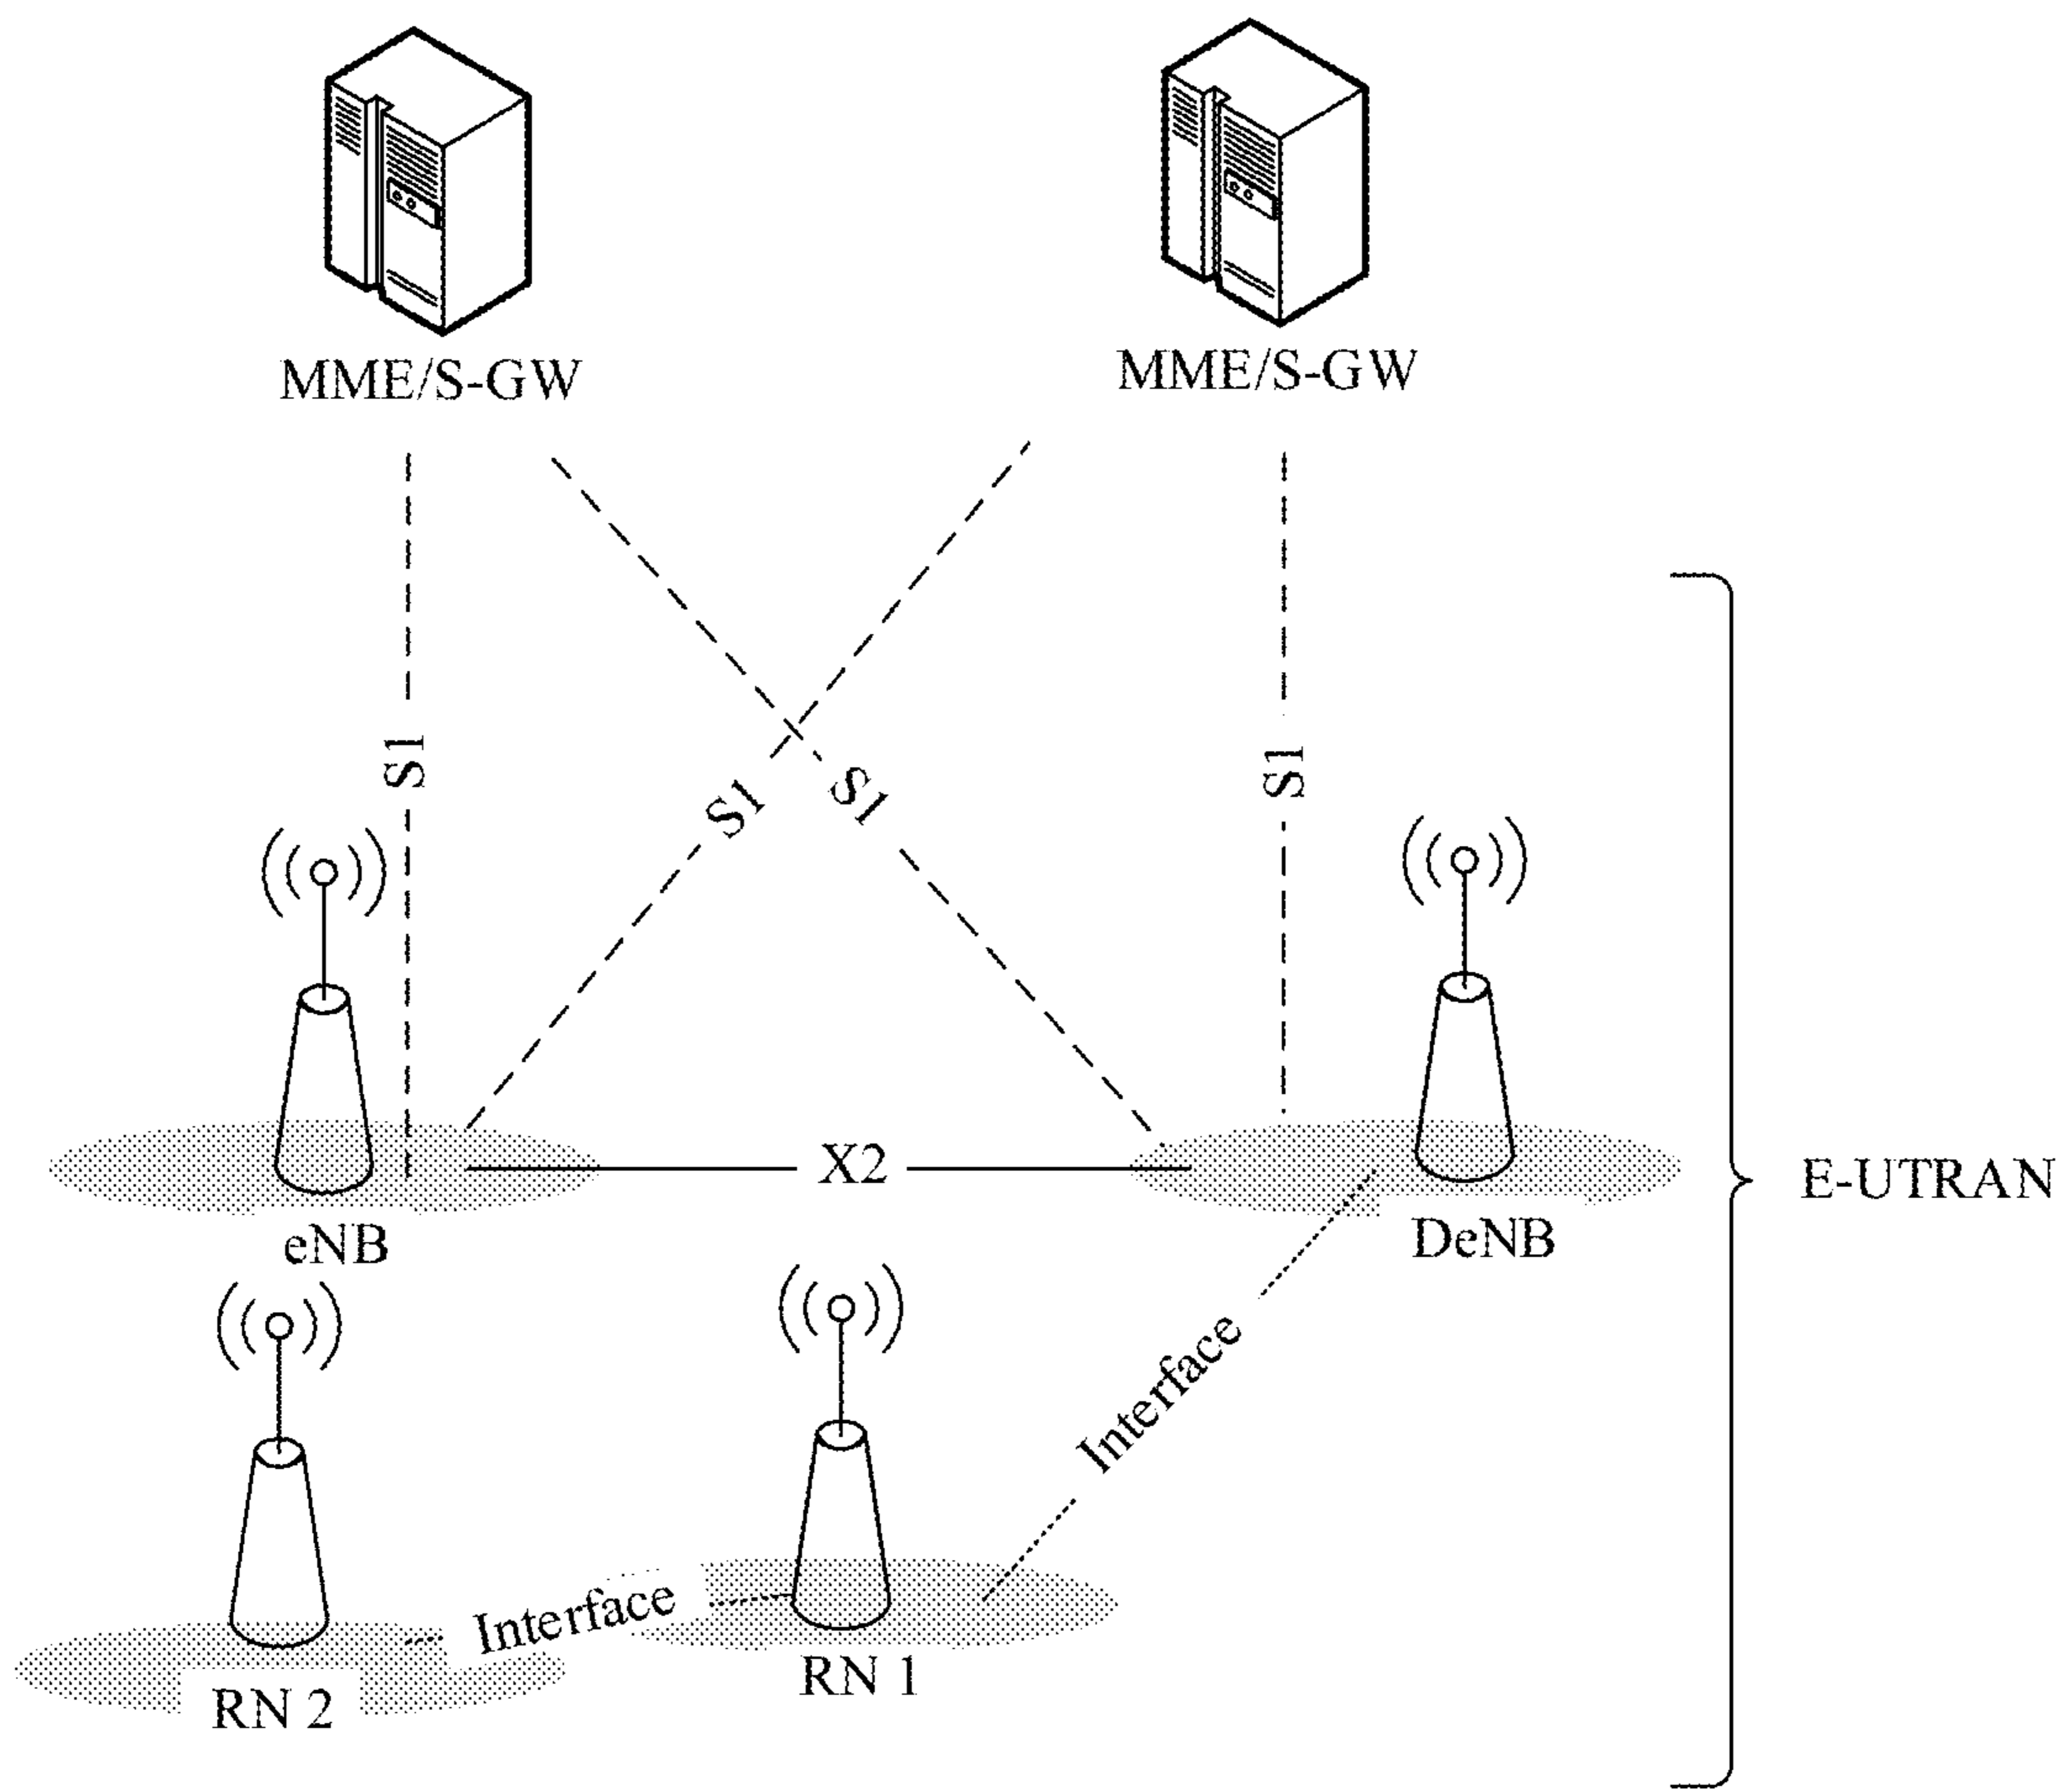 MME/S-GW
MME/S-GW
S1
S1
S1
S1
X2
E-UTRAN
eNB
DeNB
Interface
Interface
RN 1
RN 2